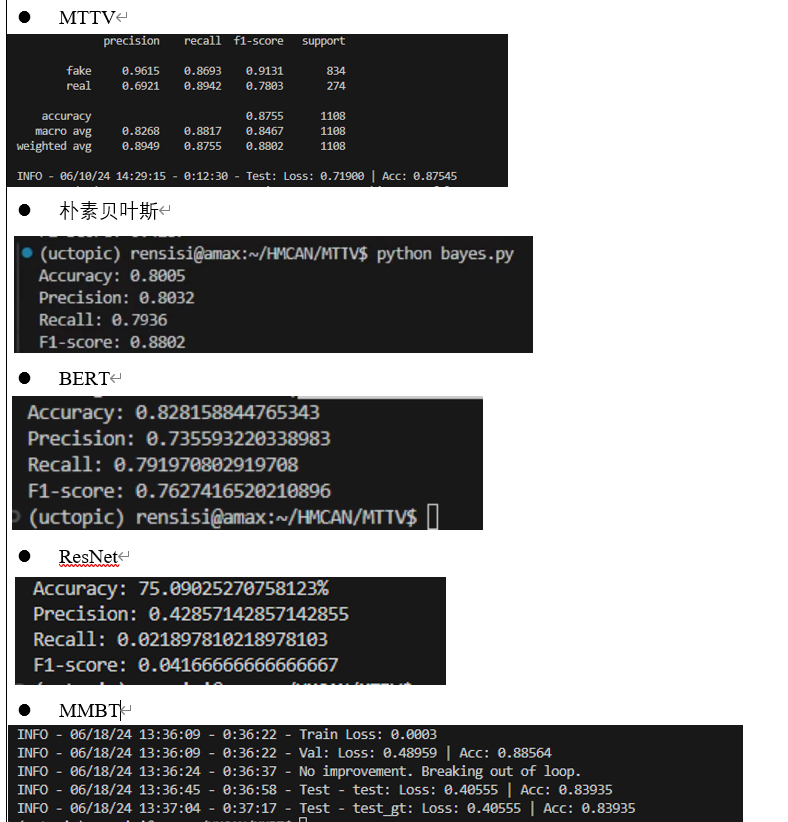 ● MTTV
precision recall f1-score support
fake 0.9615 0.8693 0.9131 834
real 0.6921 0.8942 0.7803 274
accuracy 0.8755 1108
macro avg 0.8268 0.8817 0.8467 1108
weighted avg 0.8949 0.8755 0.8802 1108
INFO - 06/10/24 14:29:15 - 0:12:30 - Test: Loss: 0.71900 | Acc: 0.87545
● 朴素贝叶斯
(uctopic) rensisi@amax:~/HMCAN/MTTV$ python bayes.py
Accuracy: 0.8005
Precision: 0.8032
Recall: 0.7936
F1-score: 0.8802
● BERT
Accuracy: 0.828158844765343
Precision: 0.735593220338983
Recall: 0.791970802919708
F1-score: 0.7627416520210896
(uctopic) rensisi@amax:~/HMCAN/MTTV$
● ResNet
Accuracy: 75.09025270758123%
Precision: 0.42857142857142855
Recall: 0.021897810218978103
F1-score: 0.04166666666666667
● MMBT
INFO - 06/18/24 13:36:09 - 0:36:22 - Train Loss: 0.0003
INFO - 06/18/24 13:36:09 - 0:36:22 - Val: Loss: 0.48959 | Acc: 0.88564
INFO - 06/18/24 13:36:24 - 0:36:37 - No improvement. Breaking out of loop.
INFO - 06/18/24 13:36:45 - 0:36:58 - Test - test: Loss: 0.40555 | Acc: 0.83935
INFO - 06/18/24 13:37:04 - 0:37:17 - Test - test_gt: Loss: 0.40555 | Acc: 0.83935